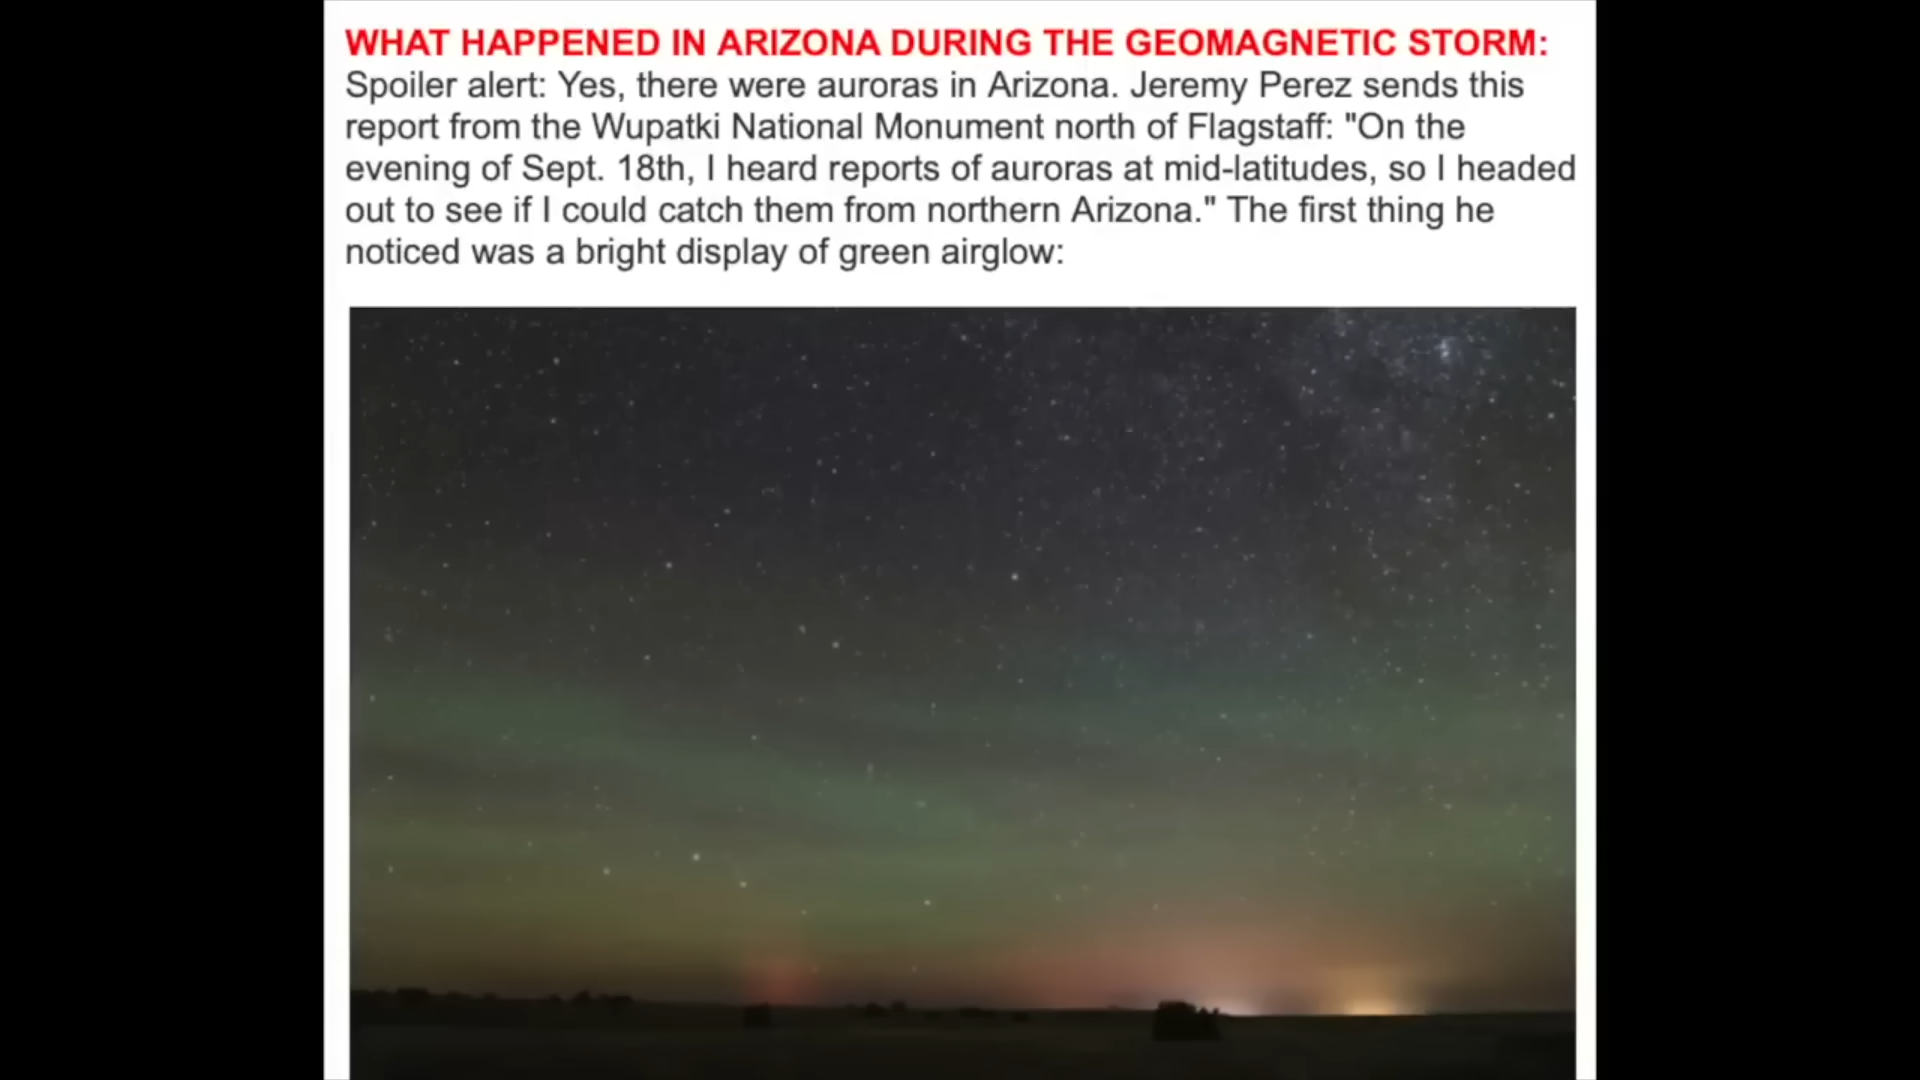 WHAT HAPPENED IN ARIZONA DURING THE GEOMAGNETIC STORM:
Spoiler alert: Yes, there were auroras in Arizona. Jeremy Perez sends this
report from the Wupatki National Monument north of Flagstaff: "On the
evening of Sept. 18th, I heard reports of auroras at mid-latitudes, so I headed
out to see if I could catch them from northern Arizona." The first thing he
noticed was a bright display of green airglow: